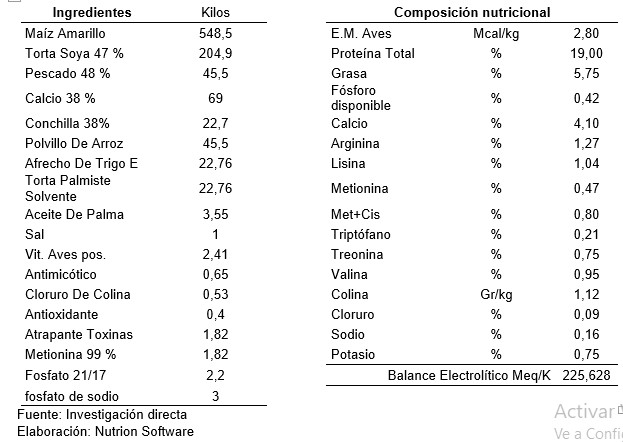 Ingredientes Kilos
Maíz Amarillo 548,5
Torta Soya 47 % 204,9
Pescado 48 % 45,5
Calcio 38 % 69
Conchilla 38% 22,7
Polvillo De Arroz 45,5
Afrecho De Trigo E 22,76
Torta Palmiste
Solvente 22,76
Aceite De Palma 3,55
Sal 1
Vit. Aves pos. 2,41
Antimicótico 0,65
Cloruro De Colina 0,53
Antioxidante 0,4
Atrapante Toxinas 1,82
Metionina 99 % 1,82
Fosfato 21/17 2,2
fosfato de sodio 3
Fuente: Investigación directa
Elaboración: Nutrion Software
Composición nutricional
E.M. Aves Mcal/kg 2,80
Proteína Total % 19,00
Grasa % 5,75
Fósforo
disponible % 0,42
Calcio % 4,10
Arginina % 1,27
Lisina % 1,04
Metionina % 0,47
Met+Cis % 0,80
Triptófano % 0,21
Treonina % 0,75
Valina % 0,95
Colina Gr/kg 1,12
Cloruro % 0,09
Sodio % 0,16
Potasio % 0,75
Balance Electrolítico Meq/K 225,628
Activar
Ve a Confi